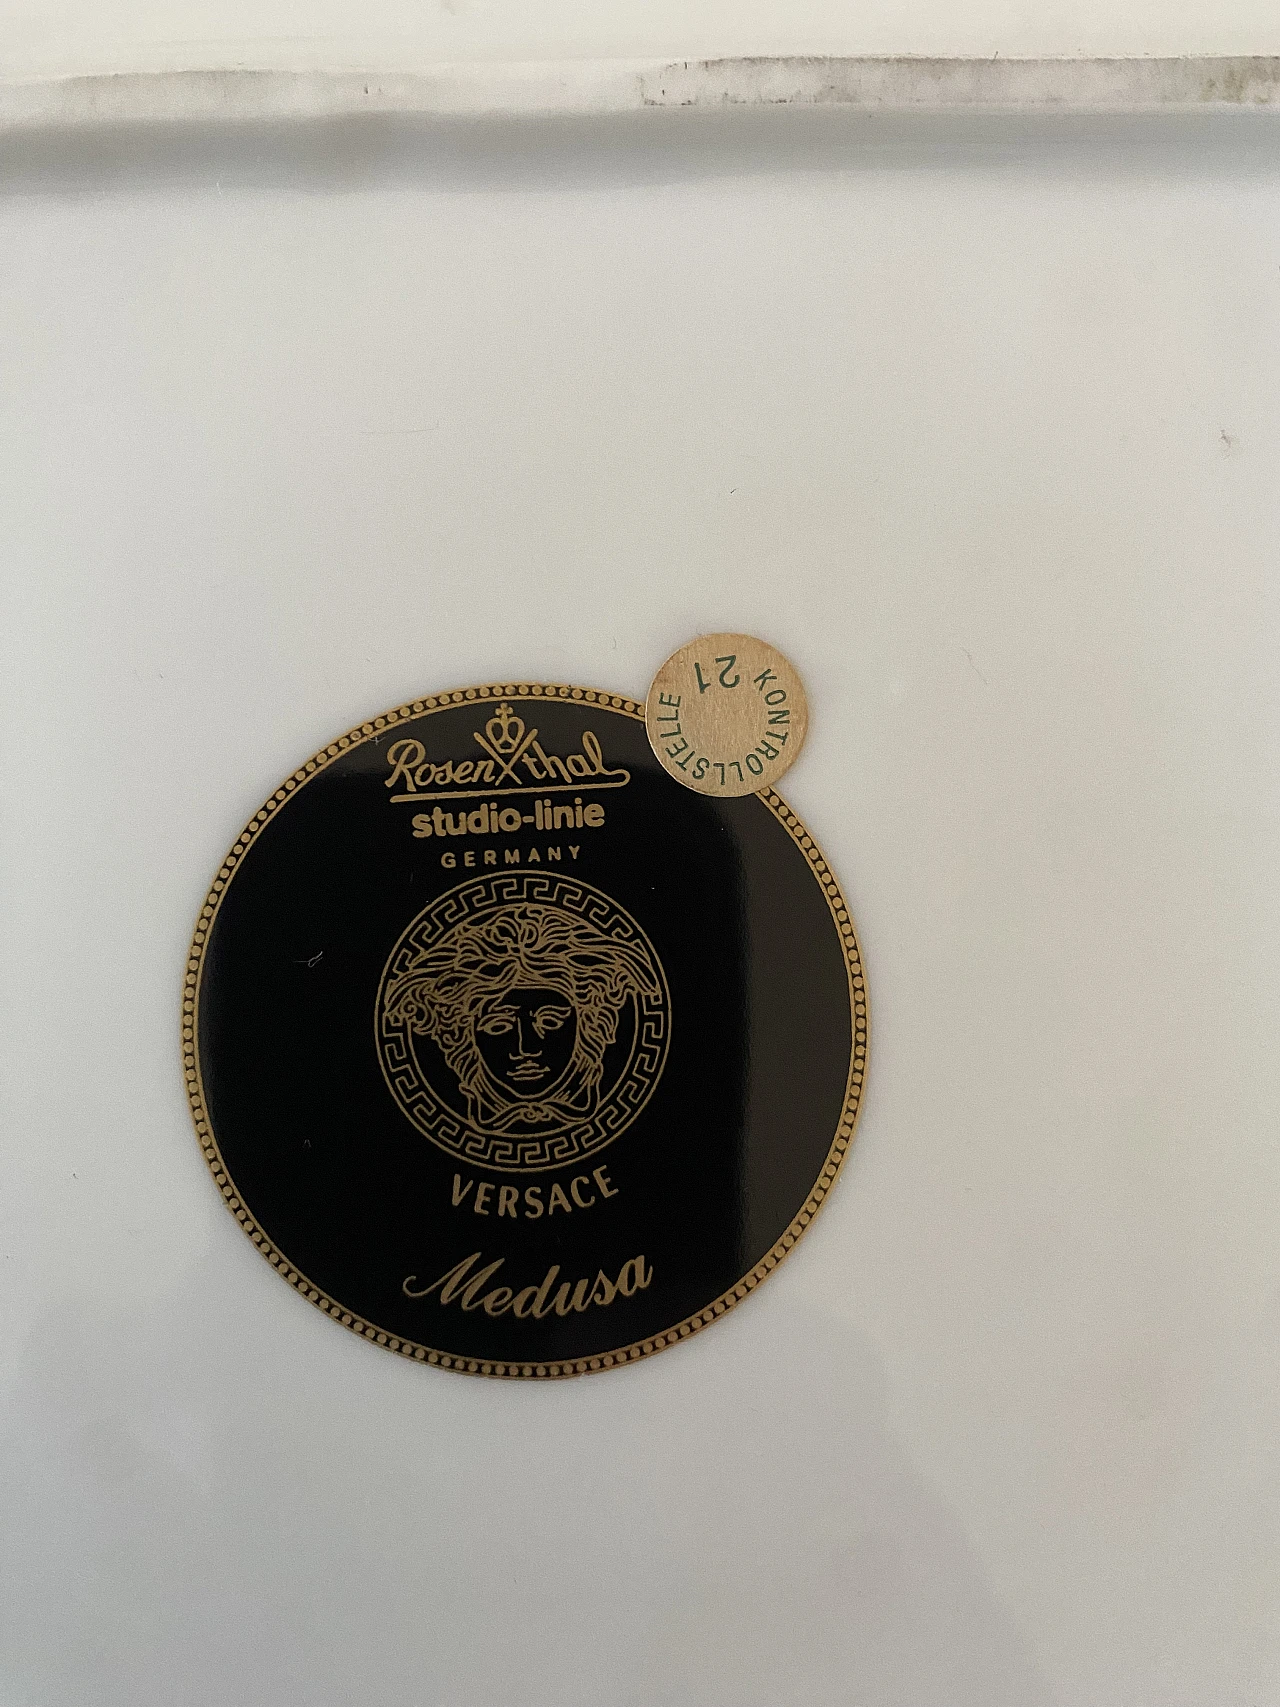 Rosenthal
studio-linie
GERMANY
VERSACE
Medusa
KONTROLLSTELLE
21